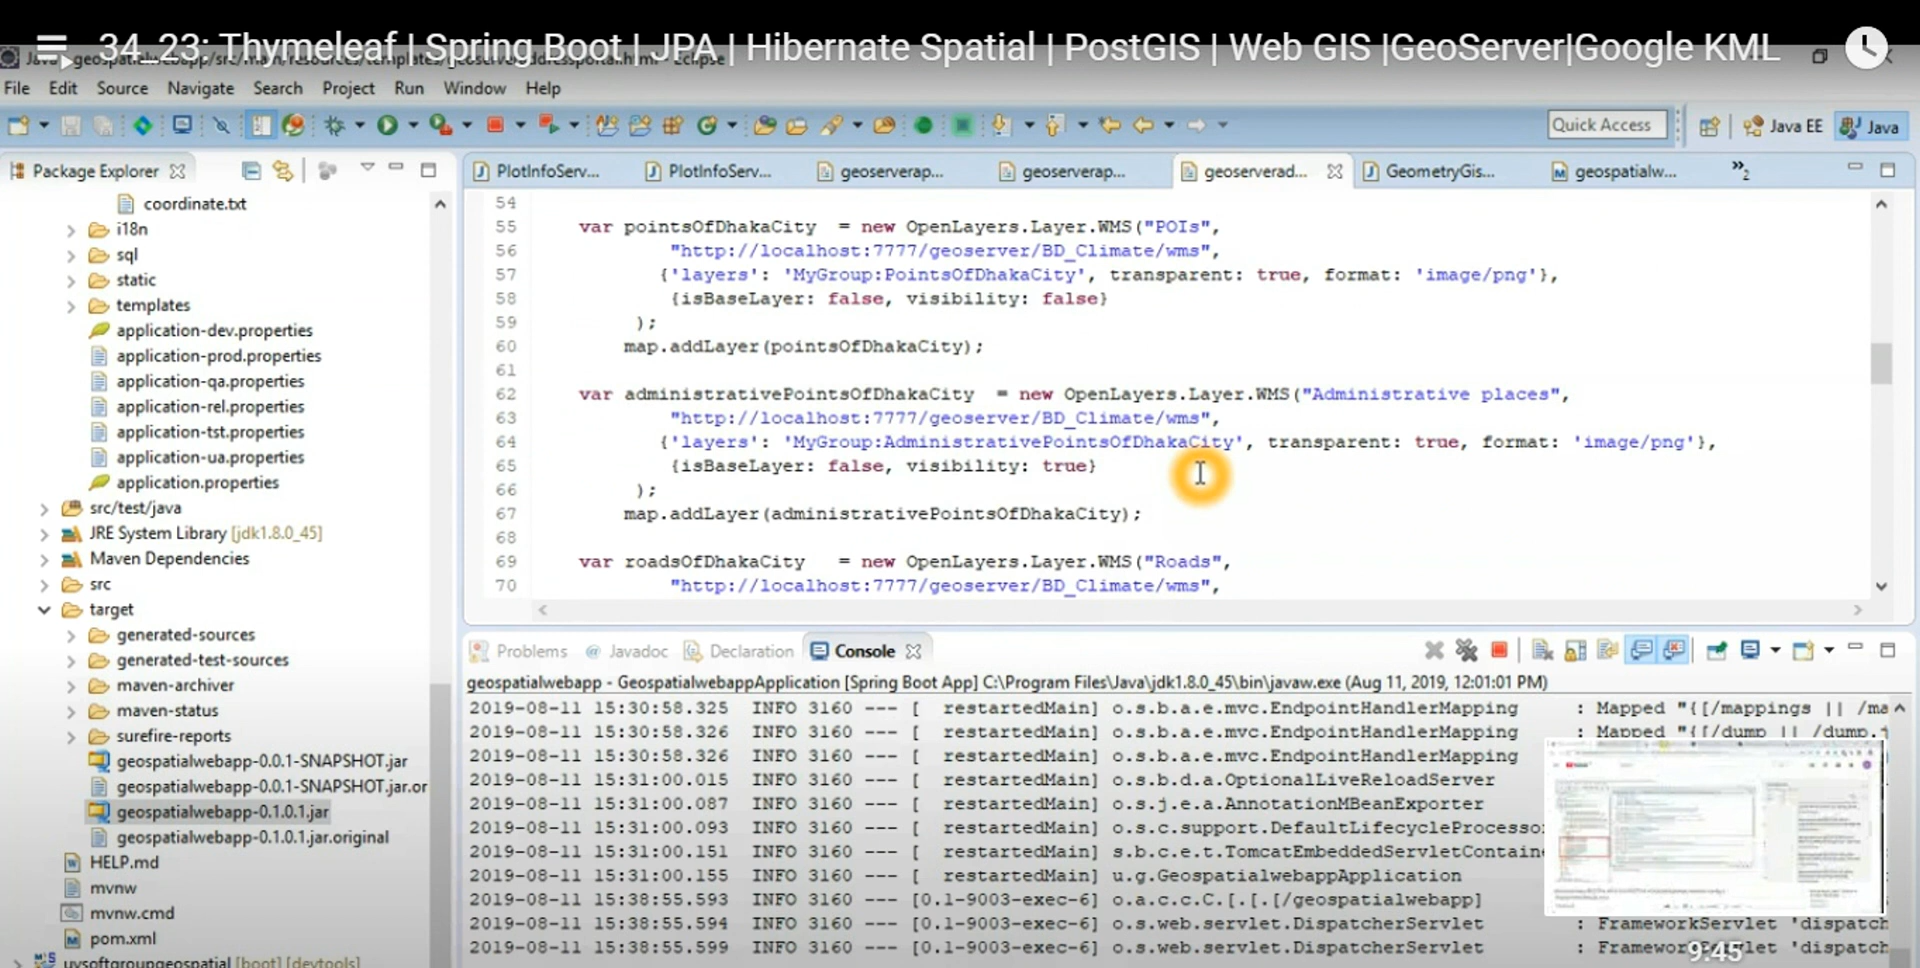 34_23: Thymeleaf | Spring Boot | JPA | Hibernate Spatial | PostGIS | Web GIS |GeoServer|Google KML
File Edit Source Navigate Search Project Run Window Help
Quick Access
Java EE
Java
Package Explorer
PlotInfoServ...
PlotInfoServ...
geoserverap...
geoserverap...
geoserverad...
GeometryGis...
geospatialw...
»2
coordinate.txt
i18n
sql
static
templates
application-dev.properties
application-prod.properties
application-qa.properties
application-rel.properties
application-tst.properties
application-ua.properties
application.properties
src/test/java
JRE System Library [jdk1.8.0_45]
Maven Dependencies
src
target
generated-sources
generated-test-sources
maven-archiver
maven-status
surefire-reports
geospatialwebapp-0.0.1-SNAPSHOT.jar
geospatialwebapp-0.0.1-SNAPSHOT.jar.or
geospatialwebapp-0.1.0.1.jar
geospatialwebapp-0.1.0.1.jar.original
HELP.md
mvnw
mvnw.cmd
pom.xml
uysoftgroupgeospatial [boot] [devtools]
54
55 var pointsOfDhakaCity = new OpenLayers.Layer.WMS("POIs",
56 "http://localhost:7777/geoserver/BD_Climate/wms",
57 {'layers': 'MyGroup:PointsOfDhakaCity', transparent: true, format: 'image/png'},
58 {isBaseLayer: false, visibility: false}
59 );
60 map.addLayer(pointsOfDhakaCity);
61
62 var administrativePointsOfDhakaCity = new OpenLayers.Layer.WMS("Administrative places",
63 "http://localhost:7777/geoserver/BD_Climate/wms",
64 {'layers': 'MyGroup:AdministrativePointsOfDhakaCity', transparent: true, format: 'image/png'},
65 {isBaseLayer: false, visibility: true}
66 );
67 map.addLayer(administrativePointsOfDhakaCity);
68
69 var roadsOfDhakaCity = new OpenLayers.Layer.WMS("Roads",
70 "http://localhost:7777/geoserver/BD_Climate/wms",
Problems @ Javadoc Declaration Console
geospatialwebapp - GeospatialwebappApplication [Spring Boot App] C:\Program Files\Java\jdk1.8.0_45\bin\javaw.exe (Aug 11, 2019, 12:01:01 PM)
2019-08-11 15:30:58.325 INFO 3160 --- [ restartedMain] o.s.b.a.e.mvc.EndpointHandlerMapping : Mapped "{[/mappings || /ma
2019-08-11 15:30:58.326 INFO 3160 --- [ restartedMain] o.s.b.a.e.mvc.EndpointHandlerMapping : Mapped "{[/dump || /dump.j
2019-08-11 15:30:58.326 INFO 3160 --- [ restartedMain] o.s.b.a.e.mvc.EndpointHandlerMapping
2019-08-11 15:31:00.015 INFO 3160 --- [ restartedMain] o.s.b.d.a.OptionalLiveReloadServer
2019-08-11 15:31:00.087 INFO 3160 --- [ restartedMain] o.s.j.e.a.AnnotationMBeanExporter
2019-08-11 15:31:00.093 INFO 3160 --- [ restartedMain] o.s.c.support.DefaultLifecycleProcesso
2019-08-11 15:31:00.151 INFO 3160 --- [ restartedMain] s.b.c.e.t.TomcatEmbeddedServletContaine
2019-08-11 15:31:00.155 INFO 3160 --- [ restartedMain] u.g.GeospatialwebappApplication
2019-08-11 15:38:55.593 INFO 3160 --- [0.1-9003-exec-6] o.a.c.c.C.[.[.[/geospatialwebapp]
2019-08-11 15:38:55.594 INFO 3160 --- [0.1-9003-exec-6] o.s.web.servlet.DispatcherServlet : FrameworkServlet 'dispatch
2019-08-11 15:38:55.599 INFO 3160 --- [0.1-9003-exec-6] o.s.web.servlet.DispatcherServlet : FrameworkServlet 'dispatch
9:45